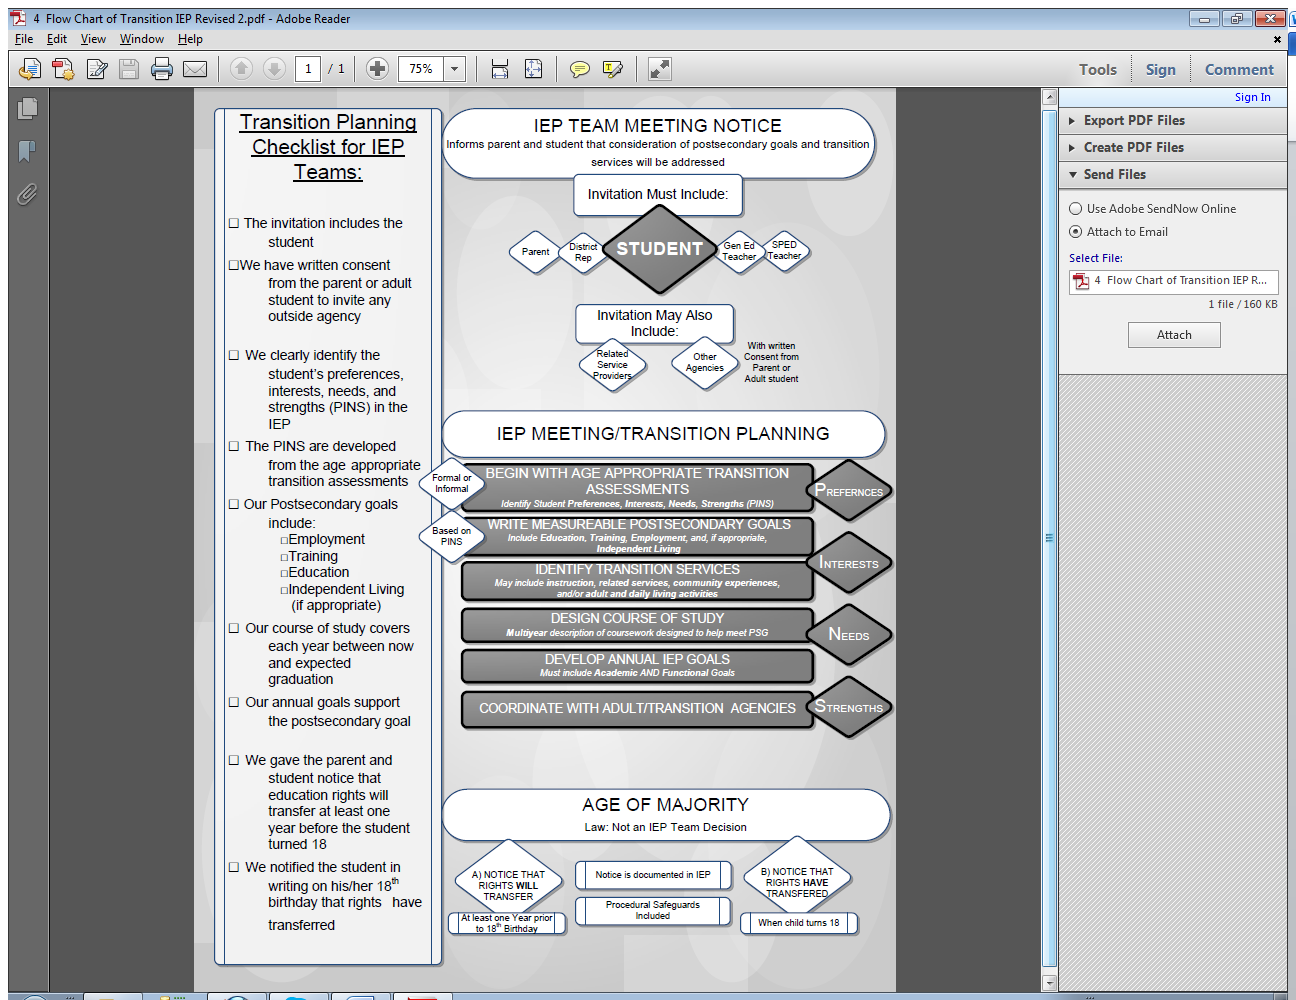 4 Flow Chart of Transition IEP Revised 2.pdf - Adobe Reader
File Edit View Window Help
1 / 1 75% Tools Sign Comment
Sign In
Export PDF Files
Create PDF Files
Send Files
Use Adobe SendNow Online
Attach to Email
Select File:
4 Flow Chart of Transition IEP R...
1 file / 160 KB
Attach
Transition Planning
Checklist for IEP
Teams:
☐ The invitation includes the
student
☐We have written consent
from the parent or adult
student to invite any
outside agency
☐ We clearly identify the
student's preferences,
interests, needs, and
strengths (PINS) in the
IEP
☐ The PINS are developed
from the age appropriate
transition assessments
☐ Our Postsecondary goals
include:
☐Employment
☐Training
☐Education
☐Independent Living
(if appropriate)
☐ Our course of study covers
each year between now
and expected
graduation
☐ Our annual goals support
the postsecondary goal
☐ We gave the parent and
student notice that
education rights will
transfer at least one
year before the student
turned 18
☐ We notified the student in
writing on his/her 18th
birthday that rights have
transferred
IEP TEAM MEETING NOTICE
Informs parent and student that consideration of postsecondary goals and transition
services will be addressed
Invitation Must Include:
Parent
District
Rep
STUDENT
Gen Ed
Teacher
SPED
Teacher
Invitation May Also
Include:
Related
Service
Providers
Other
Agencies
With written
Consent from
Parent or
Adult student
IEP MEETING/TRANSITION PLANNING
Formal or
Informal
BEGIN WITH AGE APPROPRIATE TRANSITION
ASSESSMENTS
Identify Student Preferences, Interests, Needs, Strengths (PINS)
PREFERNCES
Based on
PINS
WRITE MEASUREABLE POSTSECONDARY GOALS
Include Education, Training, Employment, and, if appropriate,
Independent Living
INTERESTS
IDENTIFY TRANSITION SERVICES
May include instruction, related services, community experiences,
and/or adult and daily living activities
DESIGN COURSE OF STUDY
Multiyear description of coursework designed to help meet PSG
NEEDS
DEVELOP ANNUAL IEP GOALS
Must include Academic AND Functional Goals
COORDINATE WITH ADULT/TRANSITION AGENCIES
STRENGTHS
AGE OF MAJORITY
Law: Not an IEP Team Decision
A) NOTICE THAT
RIGHTS WILL
TRANSFER
At least one Year prior
to 18th Birthday
Notice is documented in IEP
Procedural Safeguards
Included
B) NOTICE THAT
RIGHTS HAVE
TRANSFERED
When child turns 18